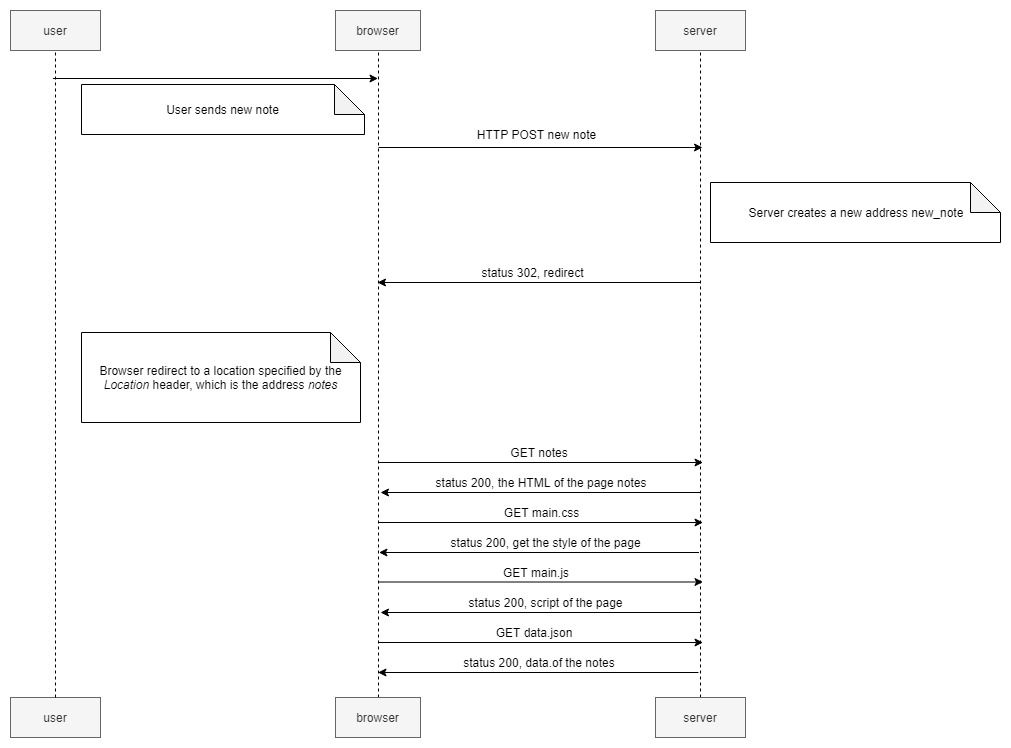 user
browser
server
User sends new note
HTTP POST new note
Server creates a new address new_note
status 302, redirect
Browser redirect to a location specified by the
Location header, which is the address notes
GET notes
status 200, the HTML of the page notes
GET main.css
status 200, get the style of the page
GET main.js
status 200, script of the page
GET data.json
status 200, data.of the notes
user
browser
server